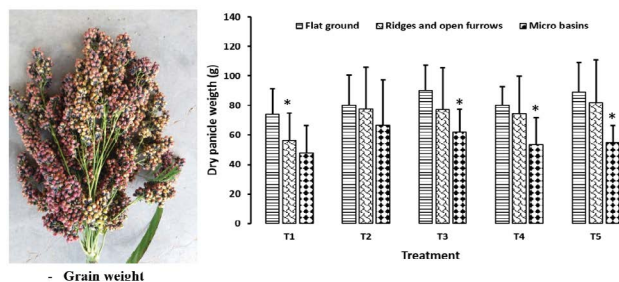 140
120
100
80
60
40
20
0
Dry panicle weigth (g)
Flat ground Ridges and open furrows Micro basins
*
*
*
*
T1 T2 T3 T4 T5
Treatment
- Grain weight